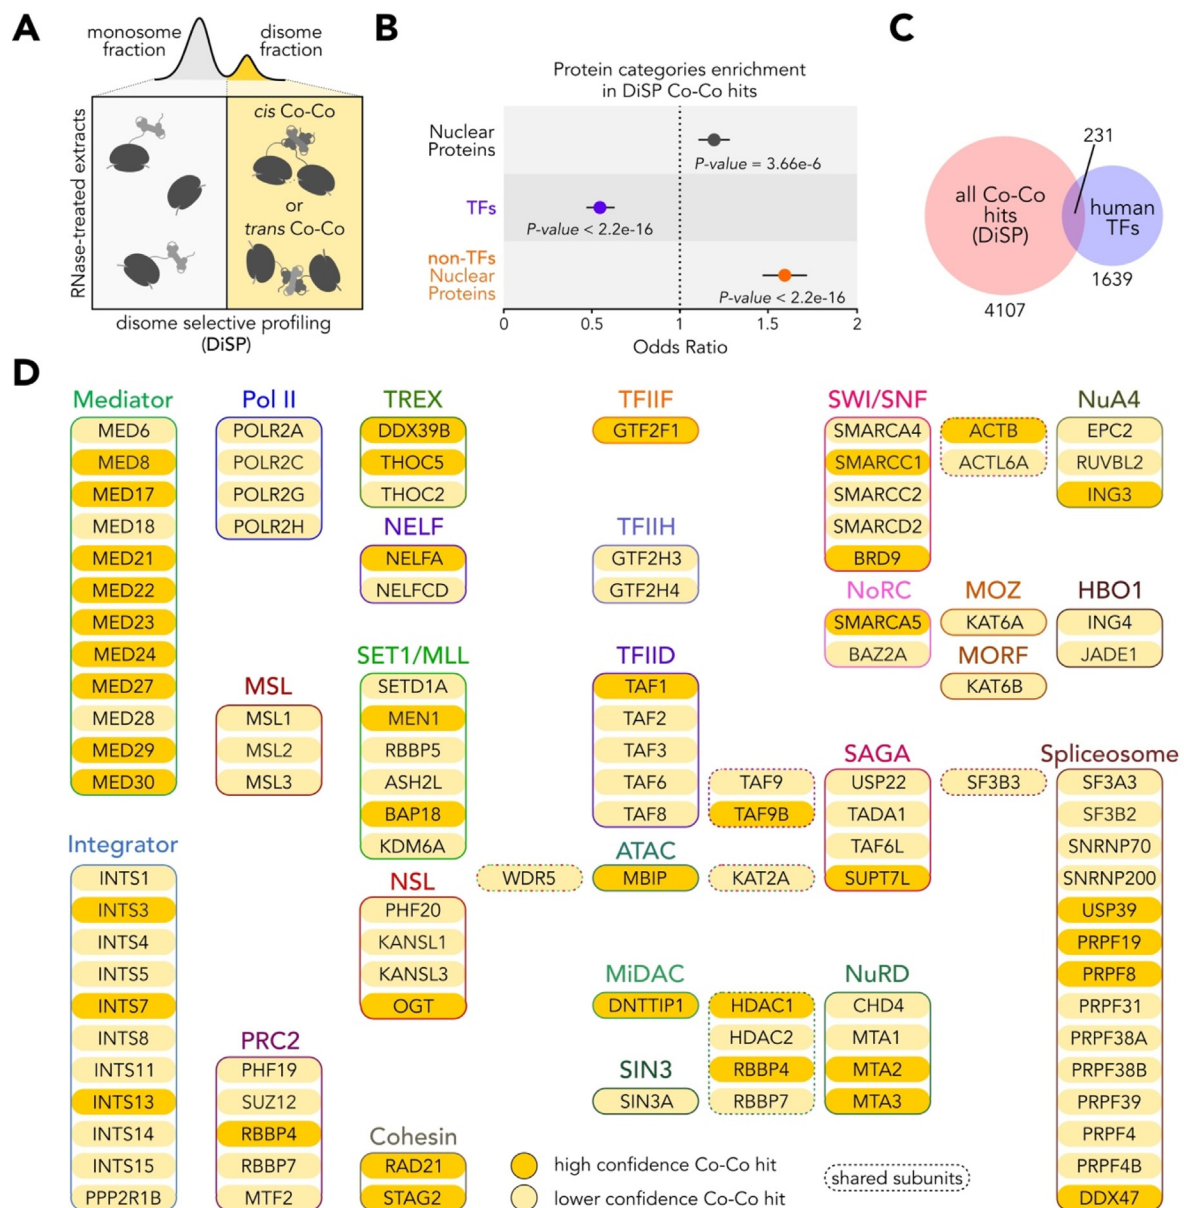 A
monosome
fraction
disome
fraction
RNase-treated extracts
cis Co-Co
or
trans Co-Co
disome selective profiling
(DiSP)
B
Protein categories enrichment
in DiSP Co-Co hits
Nuclear
Proteins
P-value = 3.66e-6
TFs
P-value < 2.2e-16
non-TFs
Nuclear
Proteins
P-value < 2.2e-16
0 0.5 1 1.5 2
Odds Ratio
C
231
all Co-Co
hits
(DiSP)
human
TFs
1639
4107
D
Mediator
MED6
MED8
MED17
MED18
MED21
MED22
MED23
MED24
MED27
MED28
MED29
MED30
Integrator
INTS1
INTS3
INTS4
INTS5
INTS7
INTS8
INTS11
INTS13
INTS14
INTS15
PPP2R1B
Pol II
POLR2A
POLR2C
POLR2G
POLR2H
MSL
MSL1
MSL2
MSL3
PRC2
PHF19
SUZ12
RBBP4
RBBP7
MTF2
TREX
DDX39B
THOC5
THOC2
NELF
NELFA
NELFCD
SET1/MLL
SETD1A
MEN1
RBBP5
ASH2L
BAP18
KDM6A
NSL
PHF20
KANSL1
KANSL3
OGT
Cohesin
RAD21
STAG2
WDR5
TFIIF
GTF2F1
TFIIH
GTF2H3
GTF2H4
TFIID
TAF1
TAF2
TAF3
TAF6
TAF8
TAF9
TAF9B
ATAC
MBIP
KAT2A
MiDAC
DNTTIP1
SIN3
SIN3A
HDAC1
HDAC2
RBBP4
RBBP7
SWI/SNF
SMARCA4
SMARCC1
SMARCC2
SMARCD2
BRD9
ACTB
ACTL6A
NuA4
EPC2
RUVBL2
ING3
NoRC
SMARCA5
BAZ2A
MOZ
KAT6A
MORF
KAT6B
HBO1
ING4
JADE1
SAGA
USP22
TADA1
TAF6L
SUPT7L
SF3B3
NuRD
CHD4
MTA1
MTA2
MTA3
Spliceosome
SF3A3
SF3B2
SNRNP70
SNRNP200
USP39
PRPF19
PRPF8
PRPF31
PRPF38A
PRPF38B
PRPF39
PRPF4
PRPF4B
DDX47
high confidence Co-Co hit
lower confidence Co-Co hit
shared subunits